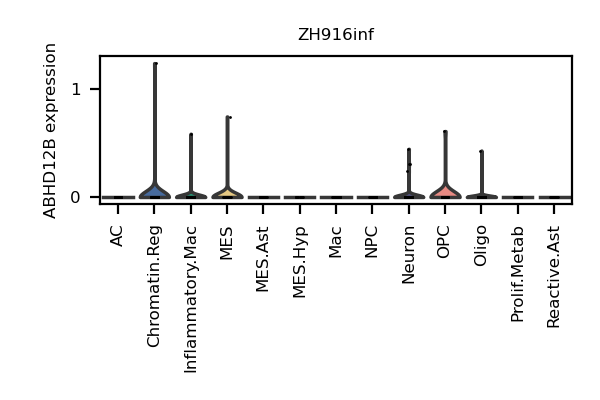 ZH916inf
ABHD12B expression
1
0
AC
Chromatin.Reg
Inflammatory.Mac
MES
MES.Ast
MES.Hyp
Mac
NPC
Neuron
OPC
Oligo
Prolif.Metab
Reactive.Ast